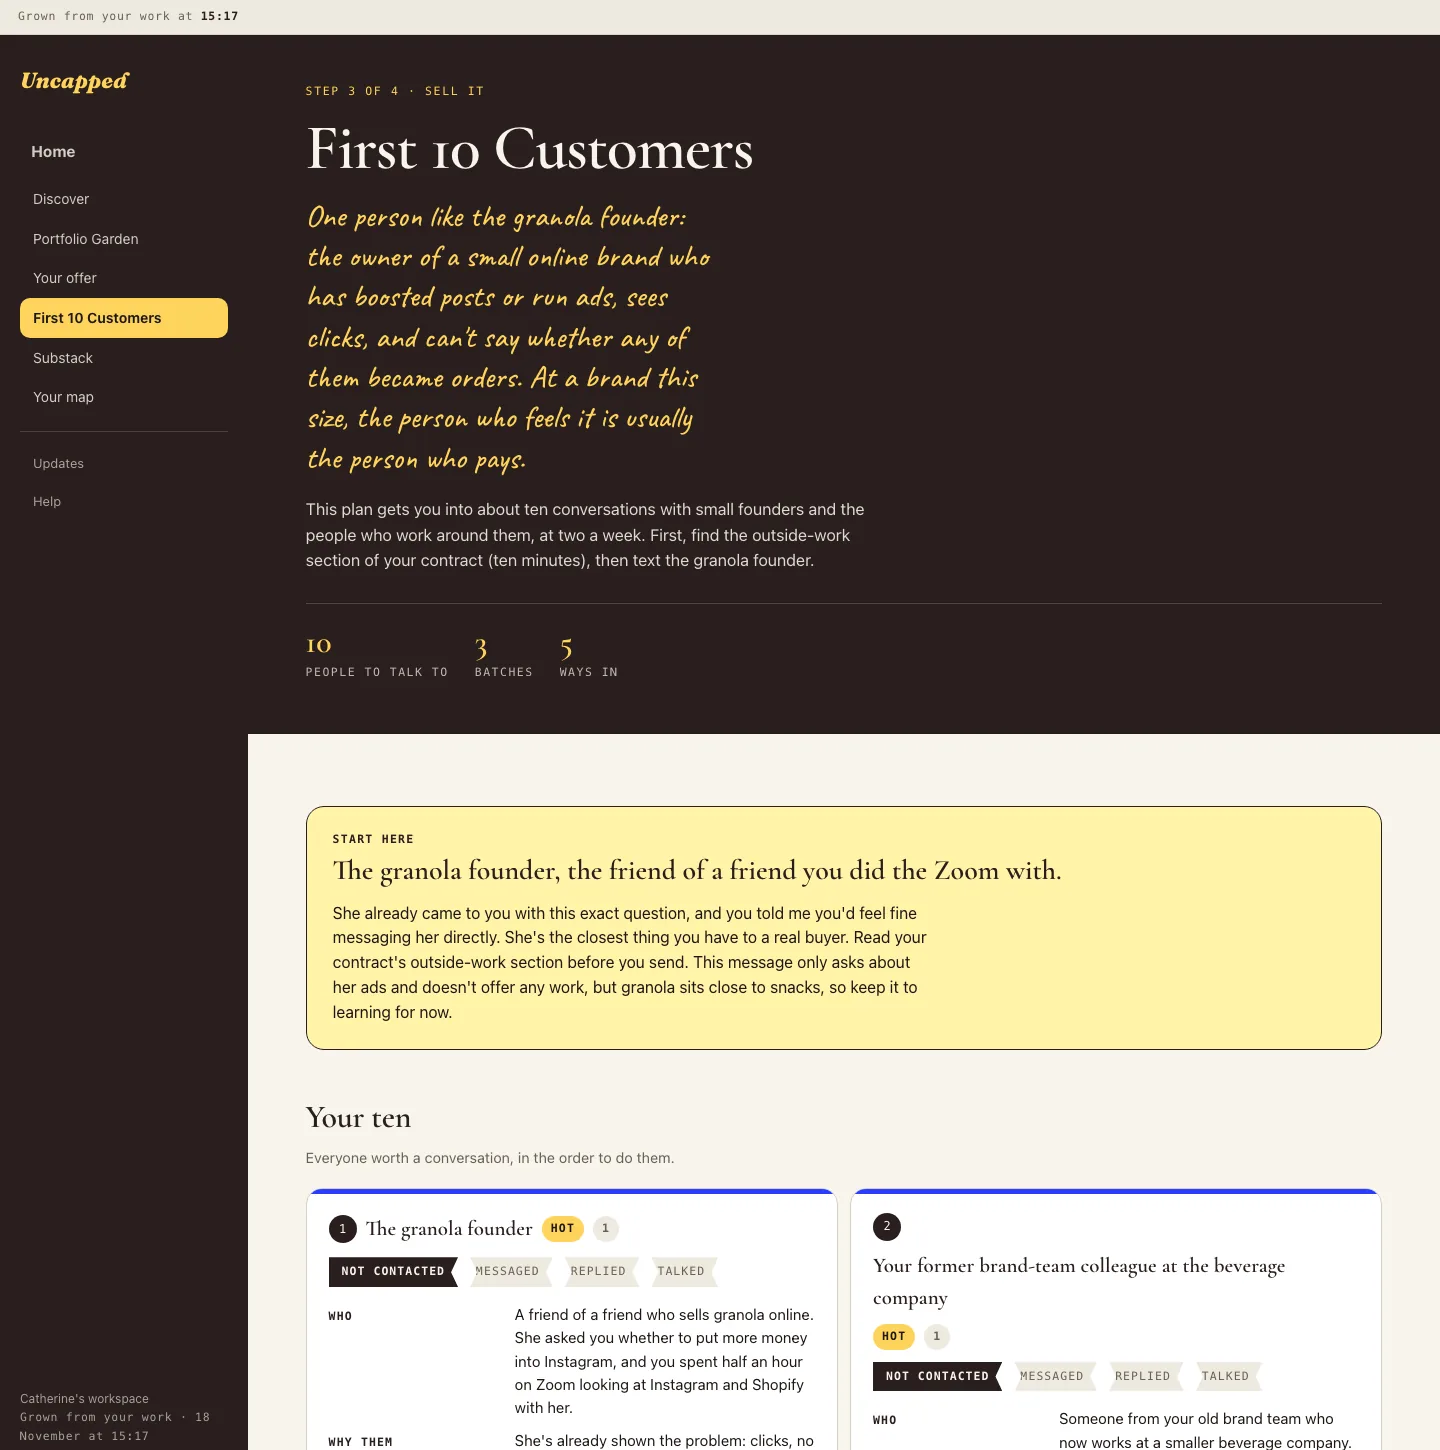 Grown from your work at 15:17
Uncapped
Home
Discover
Portfolio Garden
Your offer
First 10 Customers
Substack
Your map
Updates
Help
Catherine's workspace
Grown from your work · 18
November at 15:17
STEP 3 OF 4 · SELL IT
First 10 Customers
One person like the granola founder:
the owner of a small online brand who
has boosted posts or run ads, sees
clicks, and can't say whether any of
them became orders. At a brand this
size, the person who feels it is usually
the person who pays.
This plan gets you into about ten conversations with small founders and the
people who work around them, at two a week. First, find the outside-work
section of your contract (ten minutes), then text the granola founder.
10
PEOPLE TO TALK TO
3
BATCHES
5
WAYS IN
START HERE
The granola founder, the friend of a friend you did the Zoom with.
She already came to you with this exact question, and you told me you'd feel fine
messaging her directly. She's the closest thing you have to a real buyer. Read your
contract's outside-work section before you send. This message only asks about
her ads and doesn't offer any work, but granola sits close to snacks, so keep it to
learning for now.
Your ten
Everyone worth a conversation, in the order to do them.
1 The granola founder HOT 1
NOT CONTACTED MESSAGED REPLIED TALKED
WHO
A friend of a friend who sells granola online.
She asked you whether to put more money
into Instagram, and you spent half an hour
on Zoom looking at Instagram and Shopify
with her.
WHY THEM
She's already shown the problem: clicks, no
2
Your former brand-team colleague at the beverage
company
HOT 1
NOT CONTACTED MESSAGED REPLIED TALKED
WHO
Someone from your old brand team who
now works at a smaller beverage company.